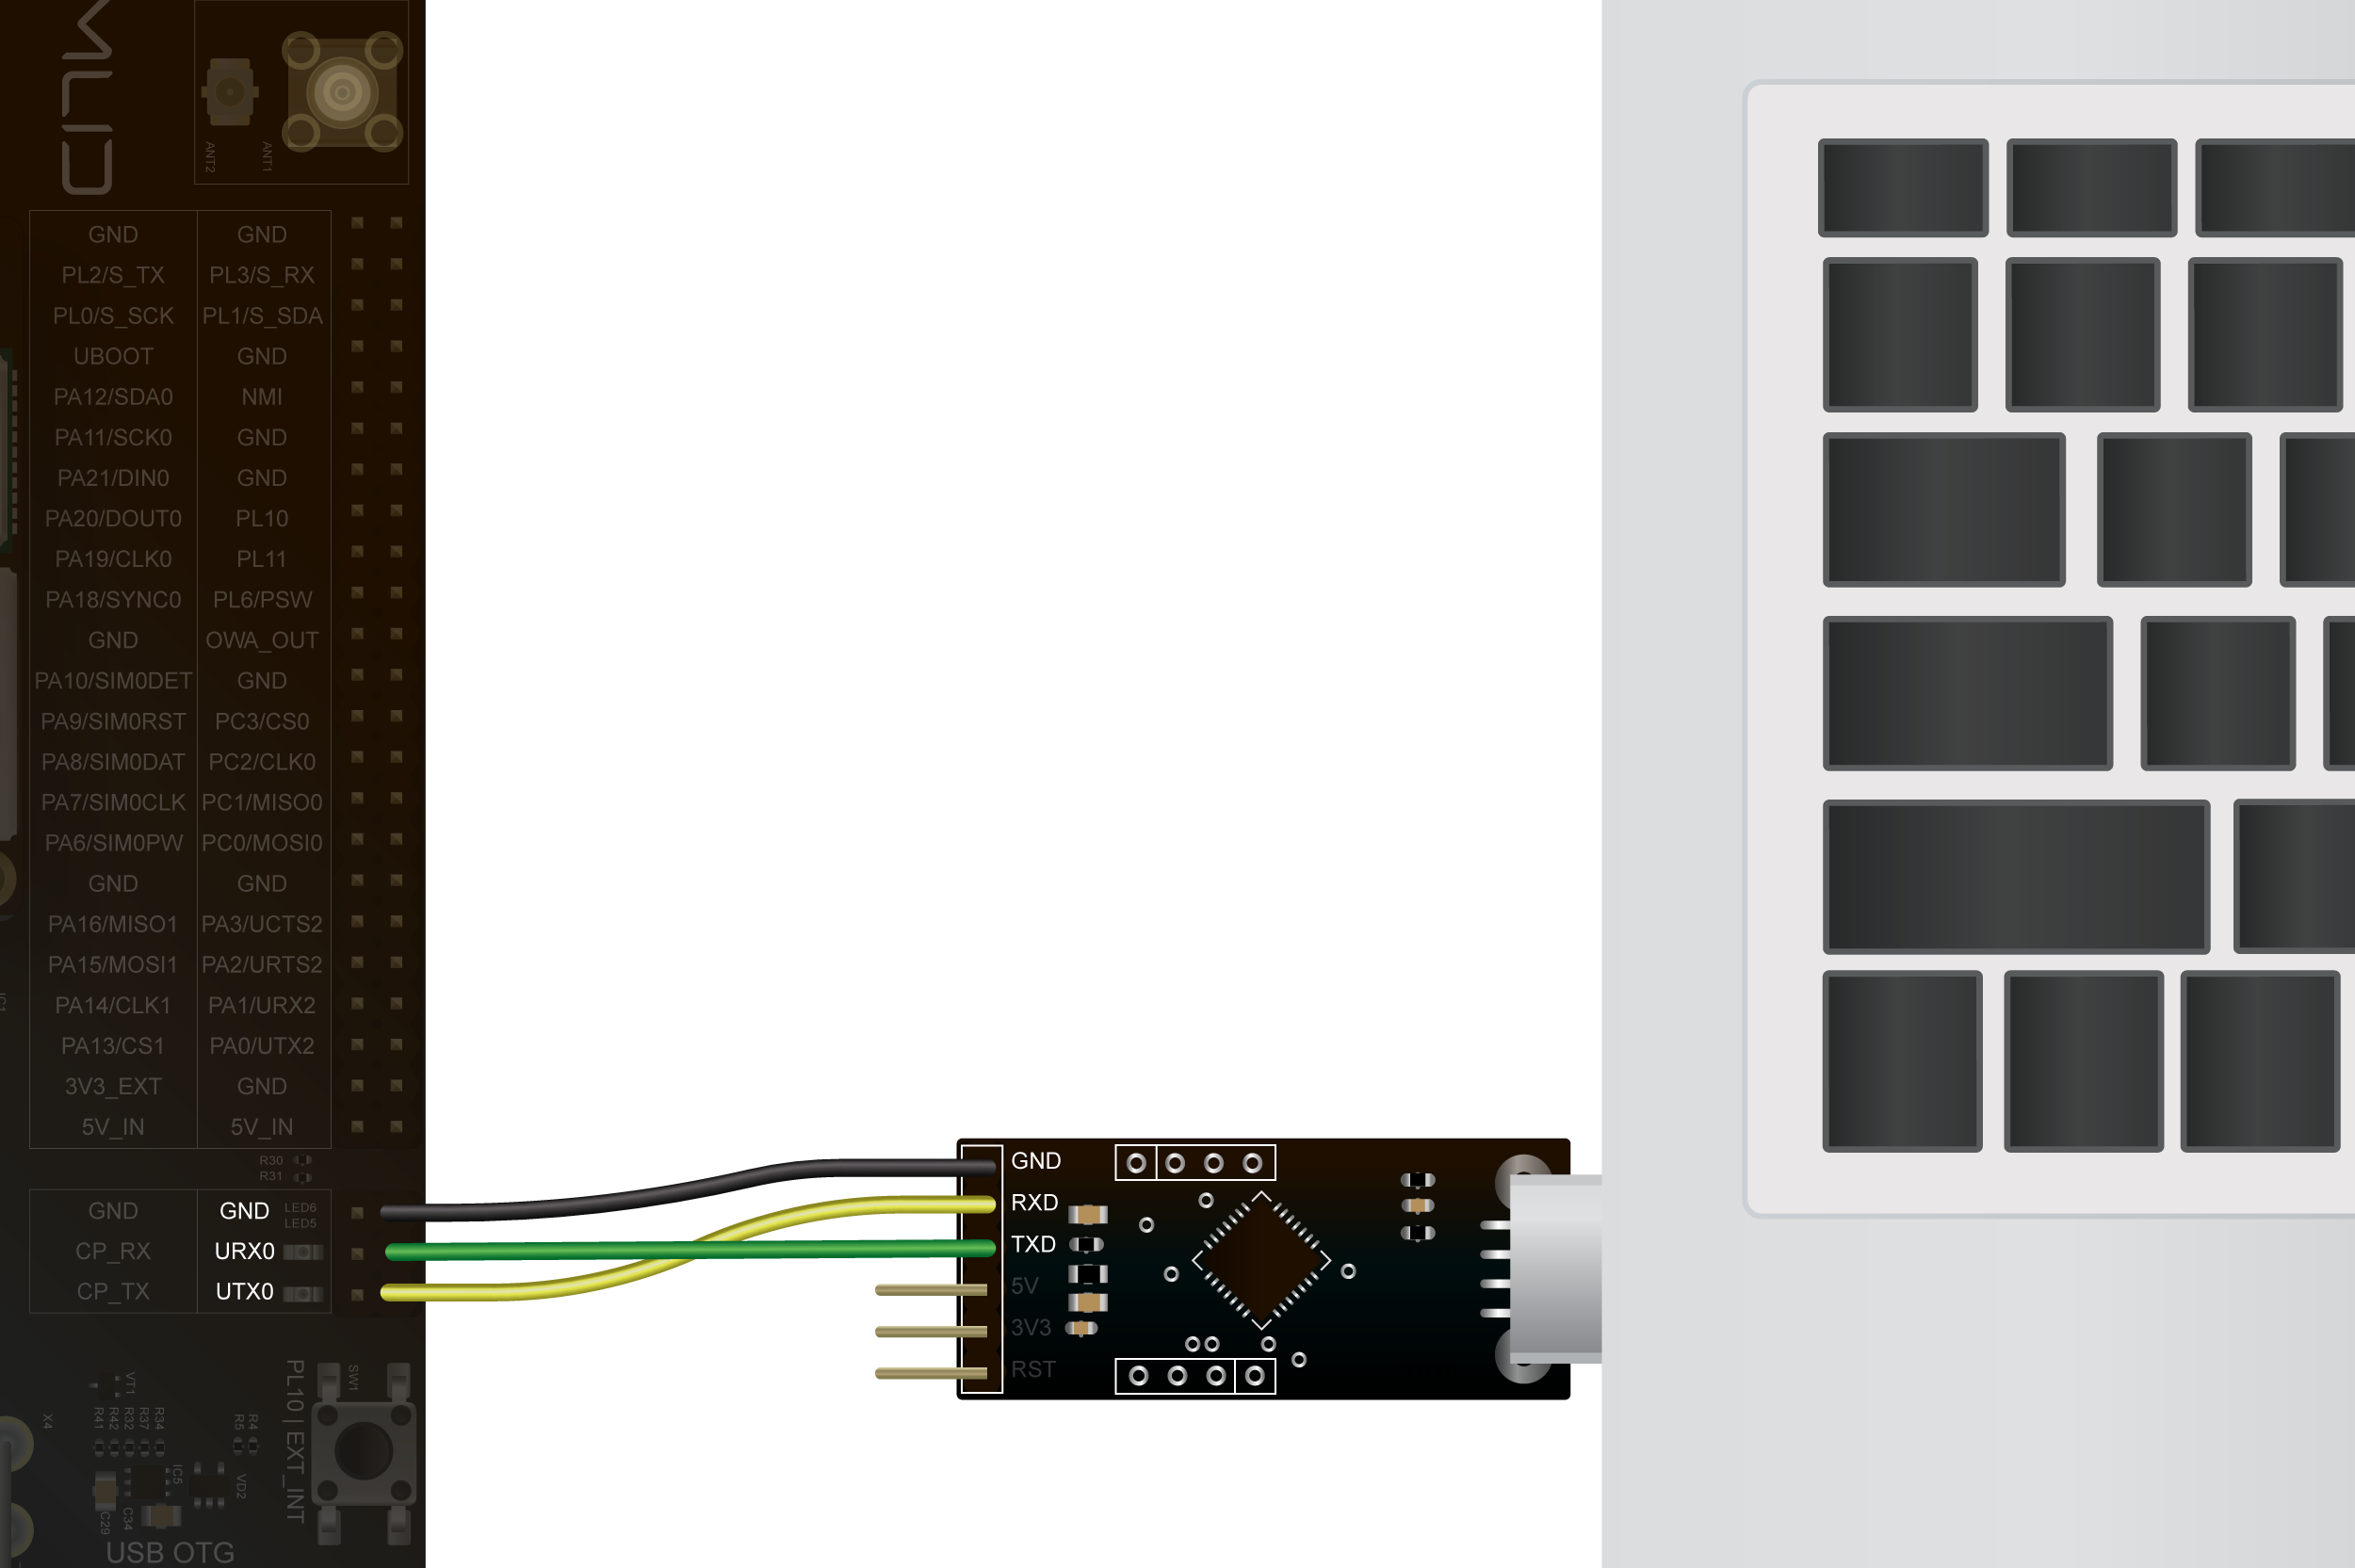 ANT2
ANT1
GND GND
PL2/S_TX PL3/S_RX
PL0/S_SCK PL1/S_SDA
UBOOT GND
PA12/SDA0 NMI
PA11/SCK0 GND
PA21/DIN0 GND
PA20/DOUT0 PL10
PA19/CLK0 PL11
PA18/SYNC0 PL6/PSW
GND OWA_OUT
PA10/SIM0DET GND
PA9/SIM0RST PC3/CS0
PA8/SIM0DAT PC2/CLK0
PA7/SIM0CLK PC1/MISO0
PA6/SIM0PW PC0/MOSI0
GND GND
PA16/MISO1 PA3/UCTS2
PA15/MOSI1 PA2/URTS2
PA14/CLK1 PA1/URX2
PA13/CS1 PA0/UTX2
3V3_EXT GND
5V_IN 5V_IN
R30
R31
GND GND LED6
LED5
CP_RX URX0
CP_TX UTX0
GND
RXD
TXD
5V
3V3
RST
IC1
X4
VT1
R41
R42
R32
R37
R34
R5
R4
IC5
VD2
C29
C34
SW1
PL10 | EXT_INT
USB OTG